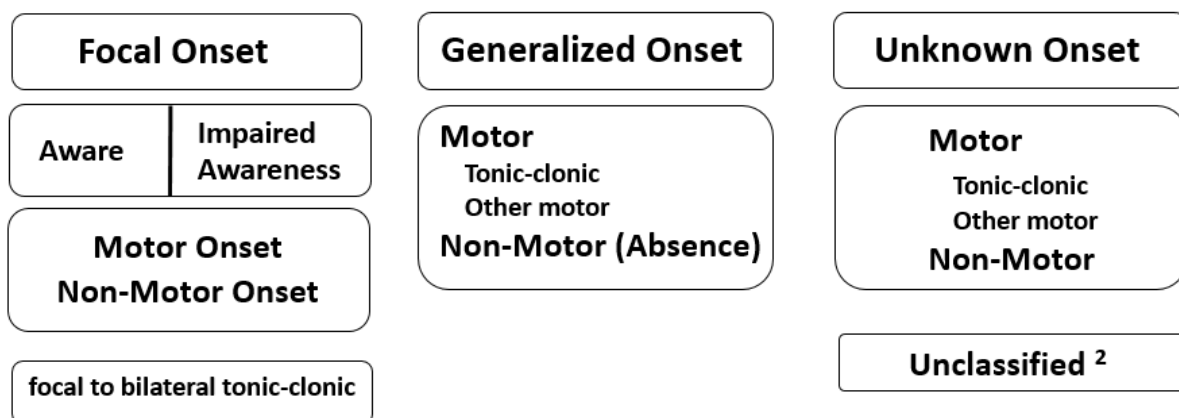 Focal Onset
Aware
Impaired
Awareness
Motor Onset
Non-Motor Onset
focal to bilateral tonic-clonic
Generalized Onset
Motor
Tonic-clonic
Other motor
Non-Motor (Absence)
Unknown Onset
Motor
Tonic-clonic
Other motor
Non-Motor
Unclassified ²